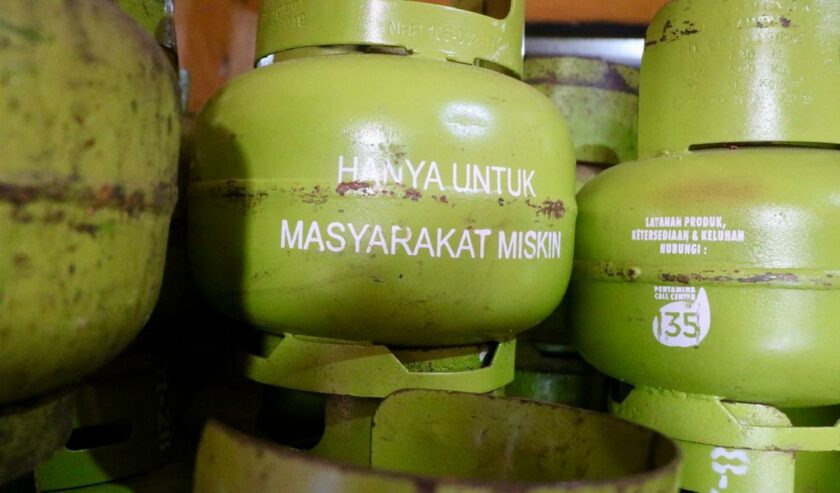 HANYA UNTUK
MASYARAKAT MISKIN
LAYANAN PRODUK,
KETERSEDIAAN & KELUHAN
HUBUNGI :
PERTAMINA
CALL CENTER
135